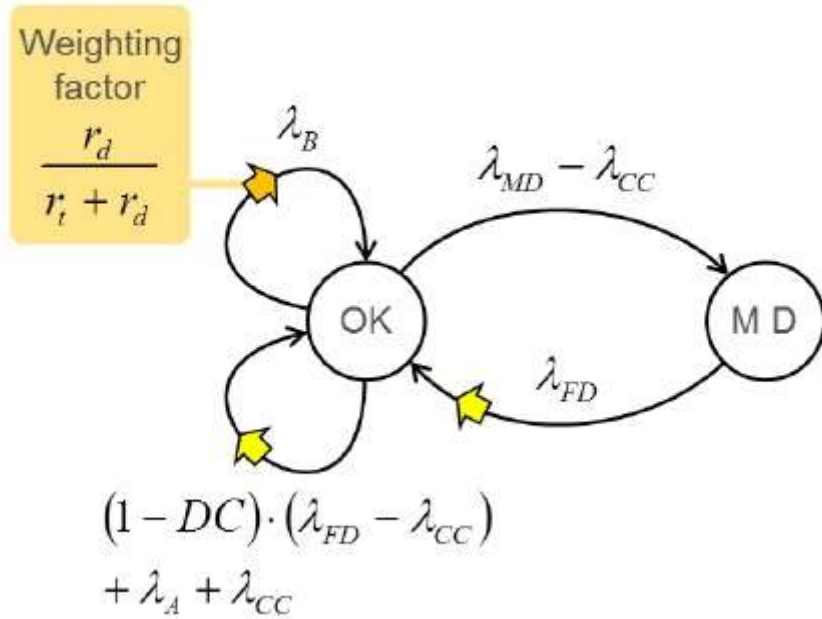 Weighting
factor
r_d
r_t + r_d
λ_B
λ_MD − λ_CC
OK
M D
λ_FD
(1 − DC) · (λ_FD − λ_CC)
+ λ_A + λ_CC